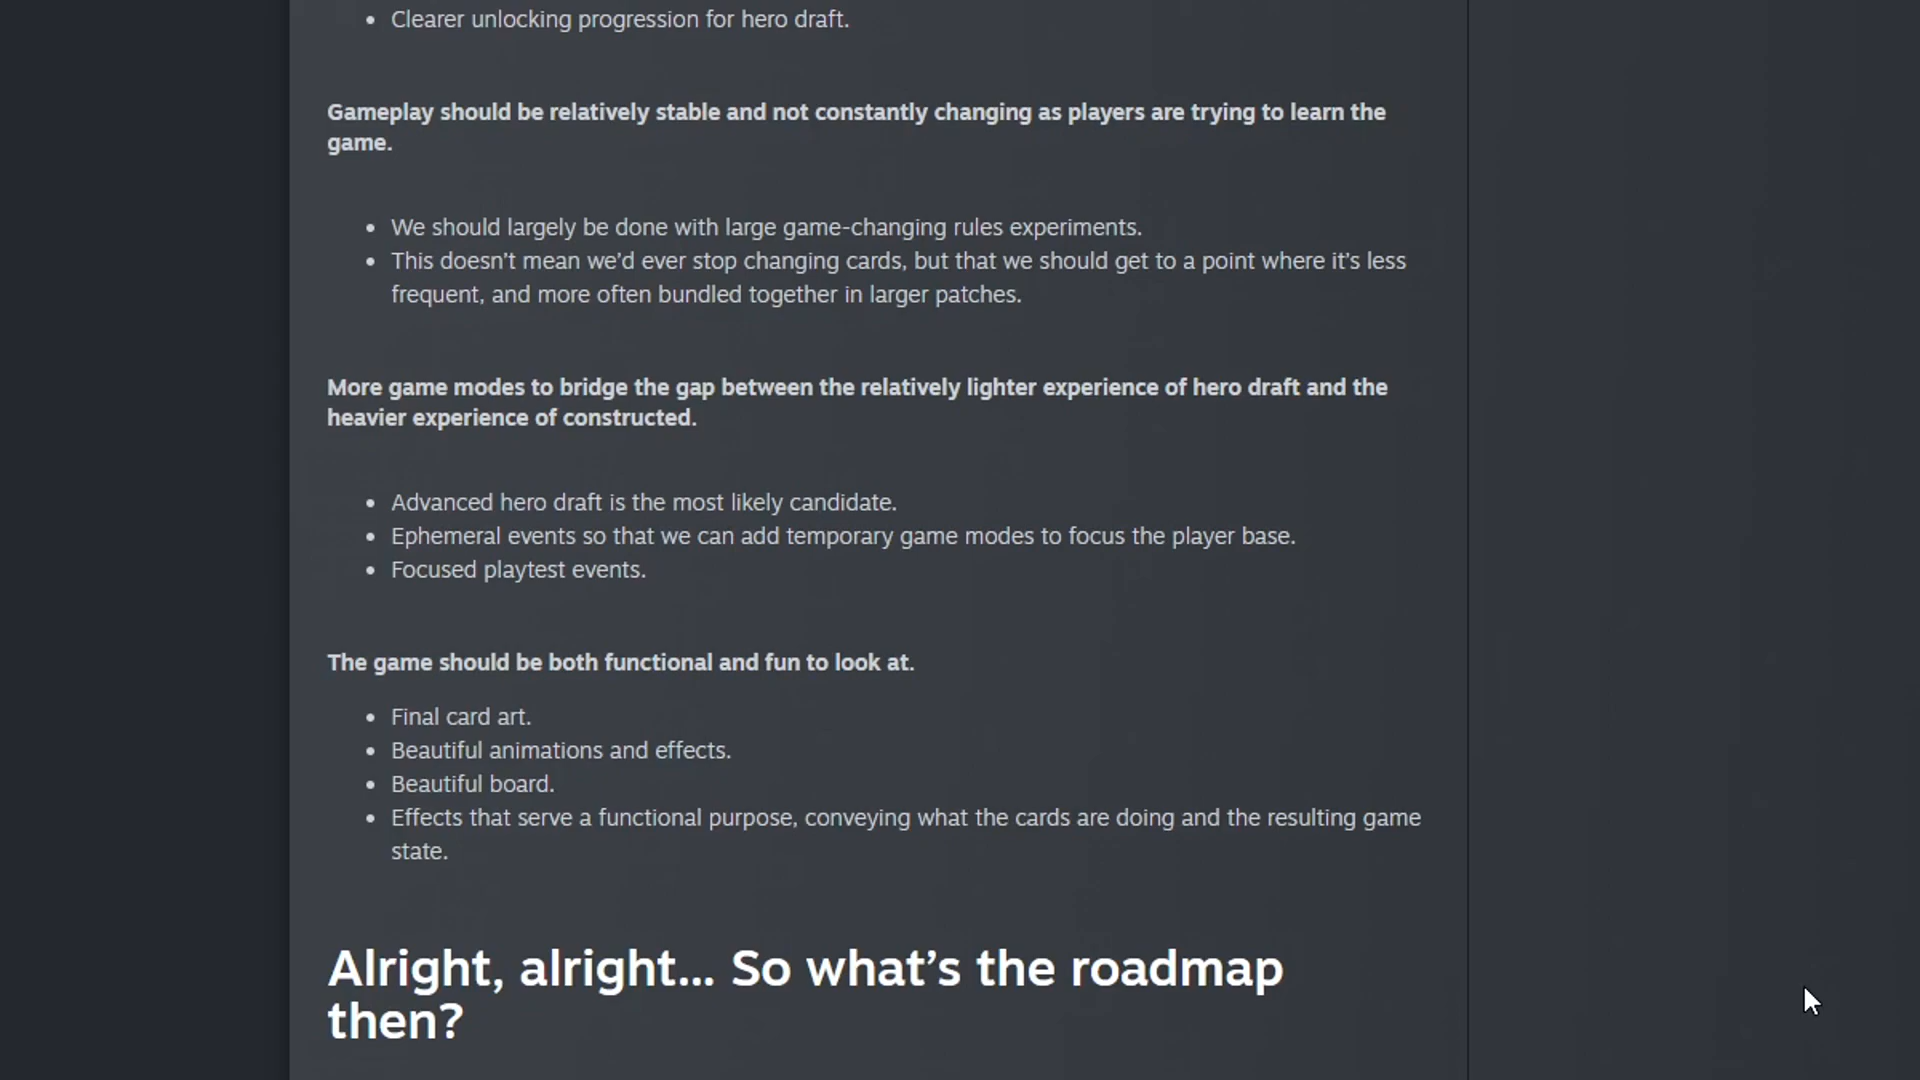 • Clearer unlocking progression for hero draft.
Gameplay should be relatively stable and not constantly changing as players are trying to learn the
game.
• We should largely be done with large game-changing rules experiments.
• This doesn’t mean we’d ever stop changing cards, but that we should get to a point where it’s less
frequent, and more often bundled together in larger patches.
More game modes to bridge the gap between the relatively lighter experience of hero draft and the
heavier experience of constructed.
• Advanced hero draft is the most likely candidate.
• Ephemeral events so that we can add temporary game modes to focus the player base.
• Focused playtest events.
The game should be both functional and fun to look at.
• Final card art.
• Beautiful animations and effects.
• Beautiful board.
• Effects that serve a functional purpose, conveying what the cards are doing and the resulting game
state.
Alright, alright... So what’s the roadmap
then?